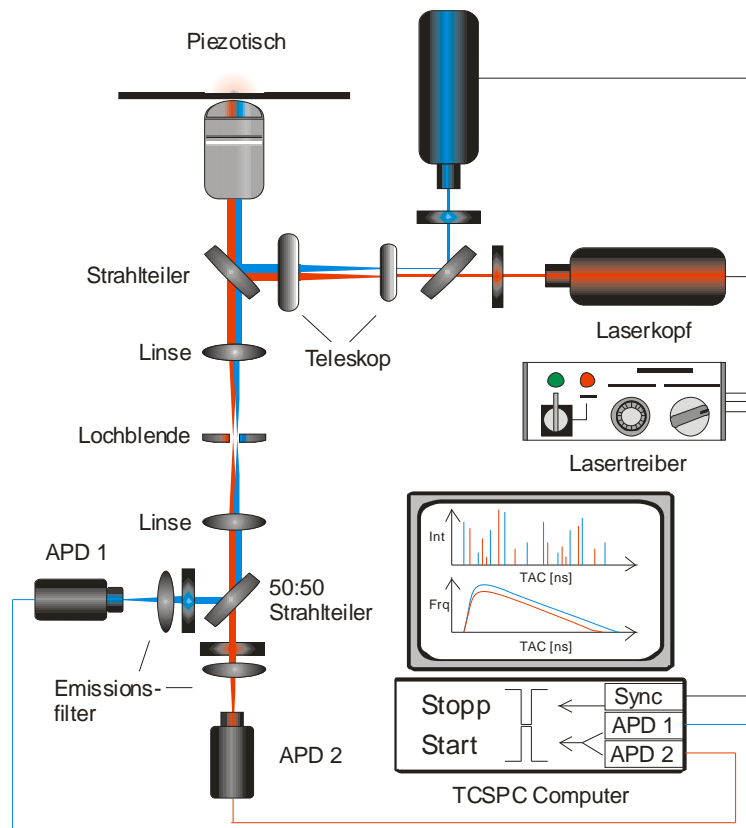 Piezotisch
Strahlteiler
Teleskop
Laserkopf
Linse
Lochblende
Lasertreiber
Linse
APD 1
50:50
Strahlteiler
Int
TAC [ns]
Frq
TAC [ns]
Emissions-
filter
APD 2
Stopp
Start
Sync
APD 1
APD 2
TCSPC Computer